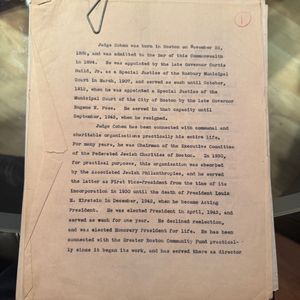 1
Judge Cohen was born in Boston on November 22,
and was admitted to the Bar of this Commonwealth
in 1894. He was appointed by the late Governor Curtis
Guild, Jr. as a Special Justice of the Roxbury Municipal
Court in March, 1907, and served as such until October,
1912, when he was appointed a Special Justice of the
Municipal Court of the City of Boston by the late Governor
Eugene N. Foss. He served in that capacity until
September, 1943, when he resigned.
Judge Cohen has been connected with communal and
charitable organizations practically his entire life.
For many years, he was Chairman of the Executive Committee
of the Federated Jewish Charities of Boston. In 1930,
for practical purposes, this organization was absorbed
by the Associated Jewish Philanthropies, and he served
the latter as First Vice-President from the time of its
Incorporation in 1930 until the death of President Louis
E. Kirstein in December, 1942, when he became Acting
President. He was elected President in April, 1943, and
served as such for one year. He declined reelection,
and was elected Honorary President for life. He has been
connected with the Greater Boston Community Fund practical-
ly since it began its work, and has served there as director